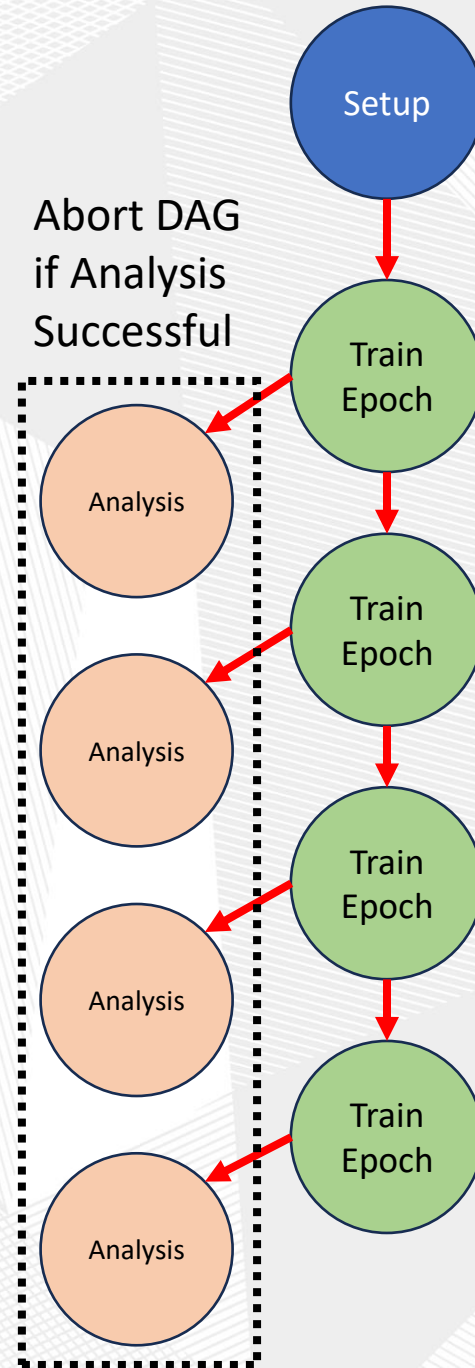 Setup
Abort DAG
if Analysis
Successful
Train
Epoch
Analysis
Train
Epoch
Analysis
Train
Epoch
Analysis
Train
Epoch
Analysis